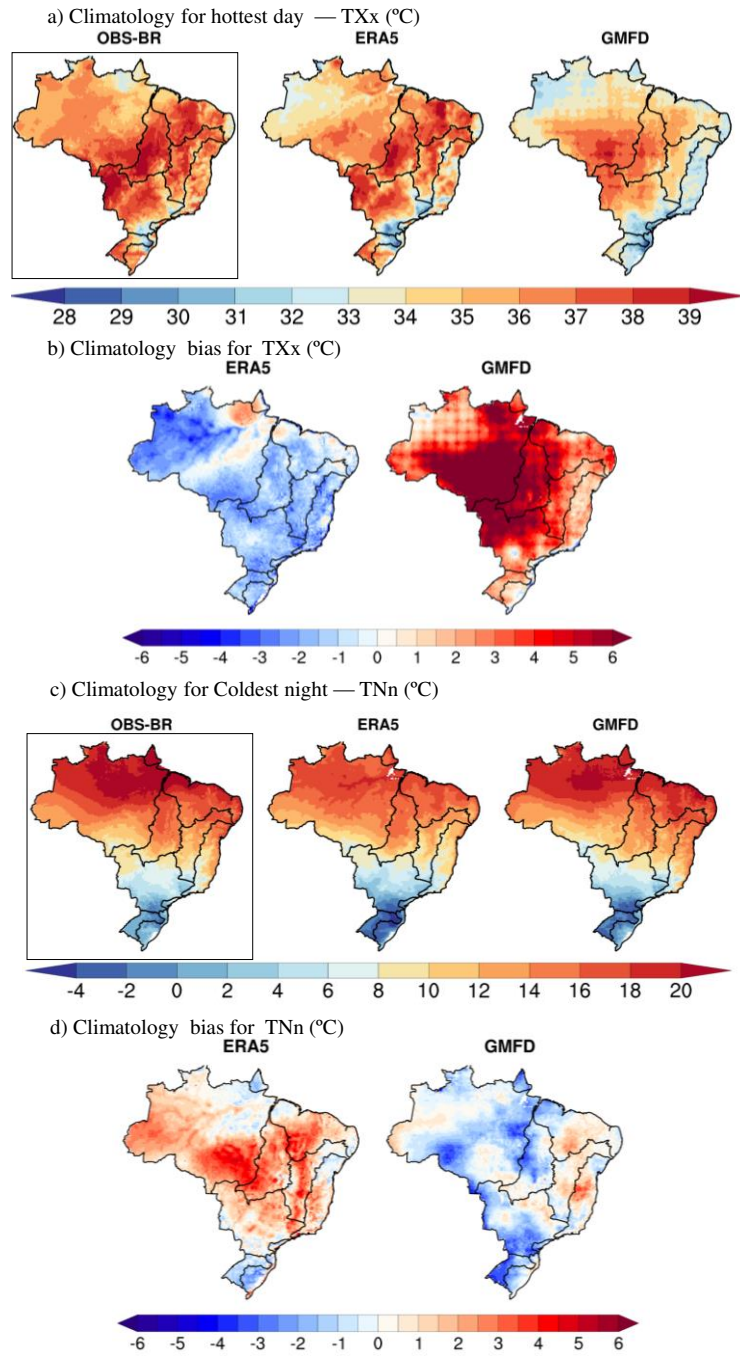 a) Climatology for hottest day — TXx (ºC)
OBS-BR ERA5 GMFD
28 29 30 31 32 33 34 35 36 37 38 39
b) Climatology bias for TXx (ºC)
ERA5 GMFD
-6 -5 -4 -3 -2 -1 0 1 2 3 4 5 6
c) Climatology for Coldest night — TNn (ºC)
OBS-BR ERA5 GMFD
-4 -2 0 2 4 6 8 10 12 14 16 18 20
d) Climatology bias for TNn (ºC)
ERA5 GMFD
-6 -5 -4 -3 -2 -1 0 1 2 3 4 5 6